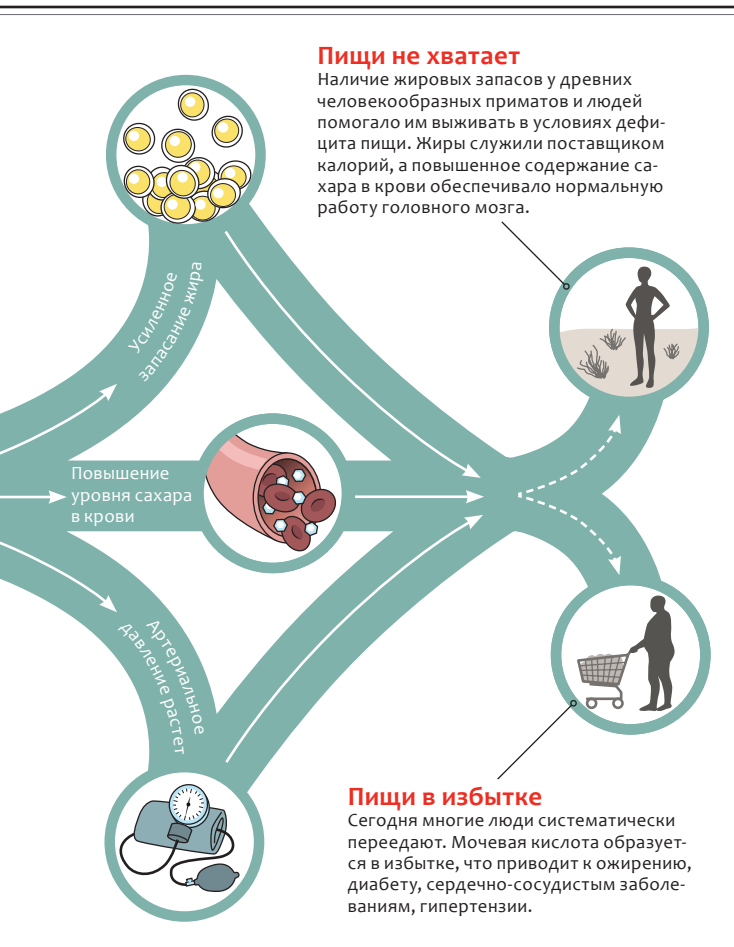 Пищи не хватает
Наличие жировых запасов у древних
человекообразных приматов и людей
помогало им выживать в условиях дефи-
цита пищи. Жиры служили поставщиком
калорий, а повышенное содержание са-
хара в крови обеспечивало нормальную
работу головного мозга.
Усиленное
запасание жира
Повышение
уровня сахара
в крови
Артериальное
давление растет
Пищи в избытке
Сегодня многие люди систематически
переедают. Мочевая кислота образует-
ся в избытке, что приводит к ожирению,
диабету, сердечно-сосудистым заболе-
ваниям, гипертензии.